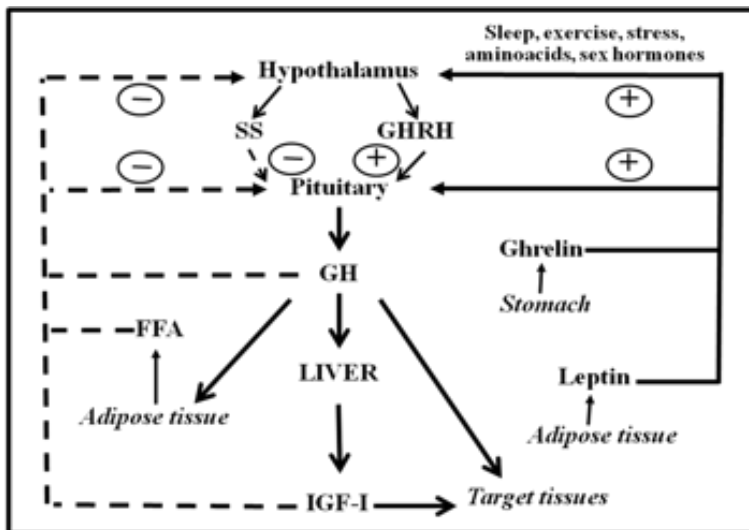 Sleep, exercise, stress,
aminoacids, sex hormones
Hypothalamus
−
+
SS
GHRH
−
−
+
+
Pituitary
GH
Ghrelin
Stomach
FFA
LIVER
Leptin
Adipose tissue
Adipose tissue
IGF-I
Target tissues